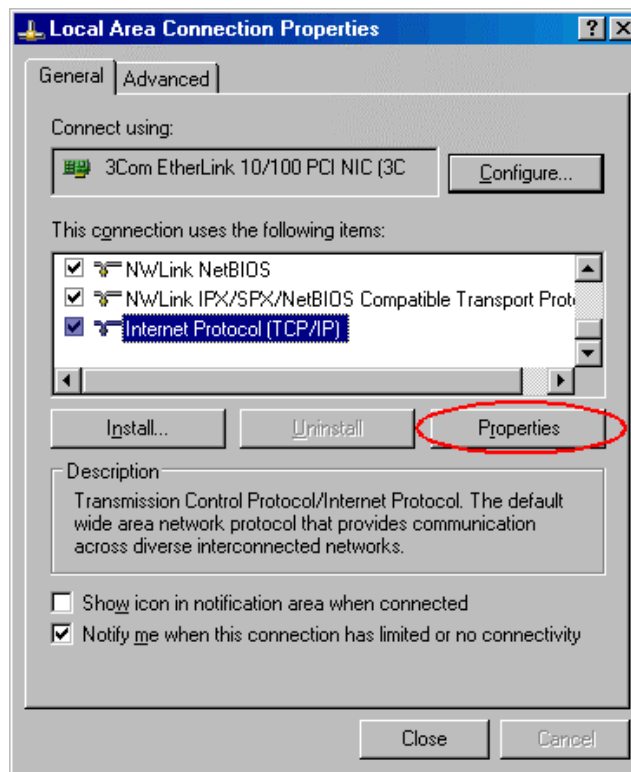 Local Area Connection Properties
General
Advanced
Connect using:
3Com EtherLink 10/100 PCI NIC (3C
Configure...
This connection uses the following items:
NWLink NetBIOS
NWLink IPX/SPX/NetBIOS Compatible Transport Prot
Internet Protocol (TCP/IP)
Install...
Uninstall
Properties
Description
Transmission Control Protocol/Internet Protocol. The default
wide area network protocol that provides communication
across diverse interconnected networks.
Show icon in notification area when connected
Notify me when this connection has limited or no connectivity
Close
Cancel